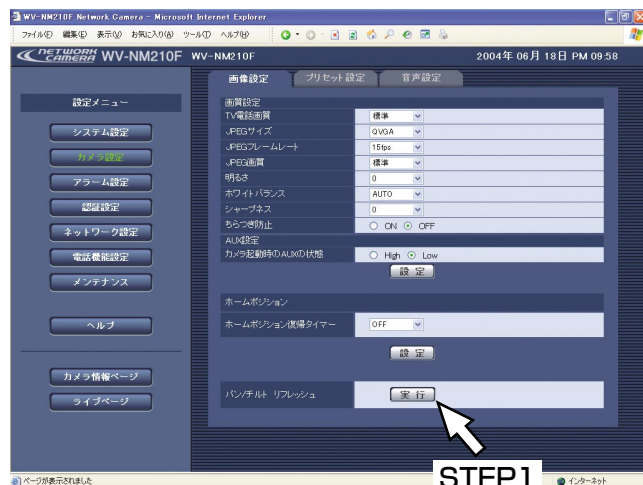 WV-NM210F Network Camera - Microsoft Internet Explorer
ファイル(F) 編集(E) 表示(V) お気に入り(A) ツール(T) ヘルプ(H)
NETWORK CAMERA WV-NM210F WV-NM210F 2004年 06月 18日 PM 09:58
画像設定 プリセット設定 音声設定
設定メニュー
システム設定
カメラ設定
アラーム設定
認証設定
ネットワーク設定
電話機能設定
メンテナンス
ヘルプ
カメラ情報ページ
ライブページ
画質設定
TV電話画質 標準
JPEGサイズ QVGA
JPEGフレームレート 15fps
JPEG画質 標準
明るさ 0
ホワイトバランス AUTO
シャープネス 0
ちらつき防止 ON OFF
AUX設定
カメラ起動時のAUXの状態 High Low
設 定
ホームポジション
ホームポジション復帰タイマー OFF
設 定
パン/チルト リフレッシュ 実 行
STEP1
ページが表示されました インターネット